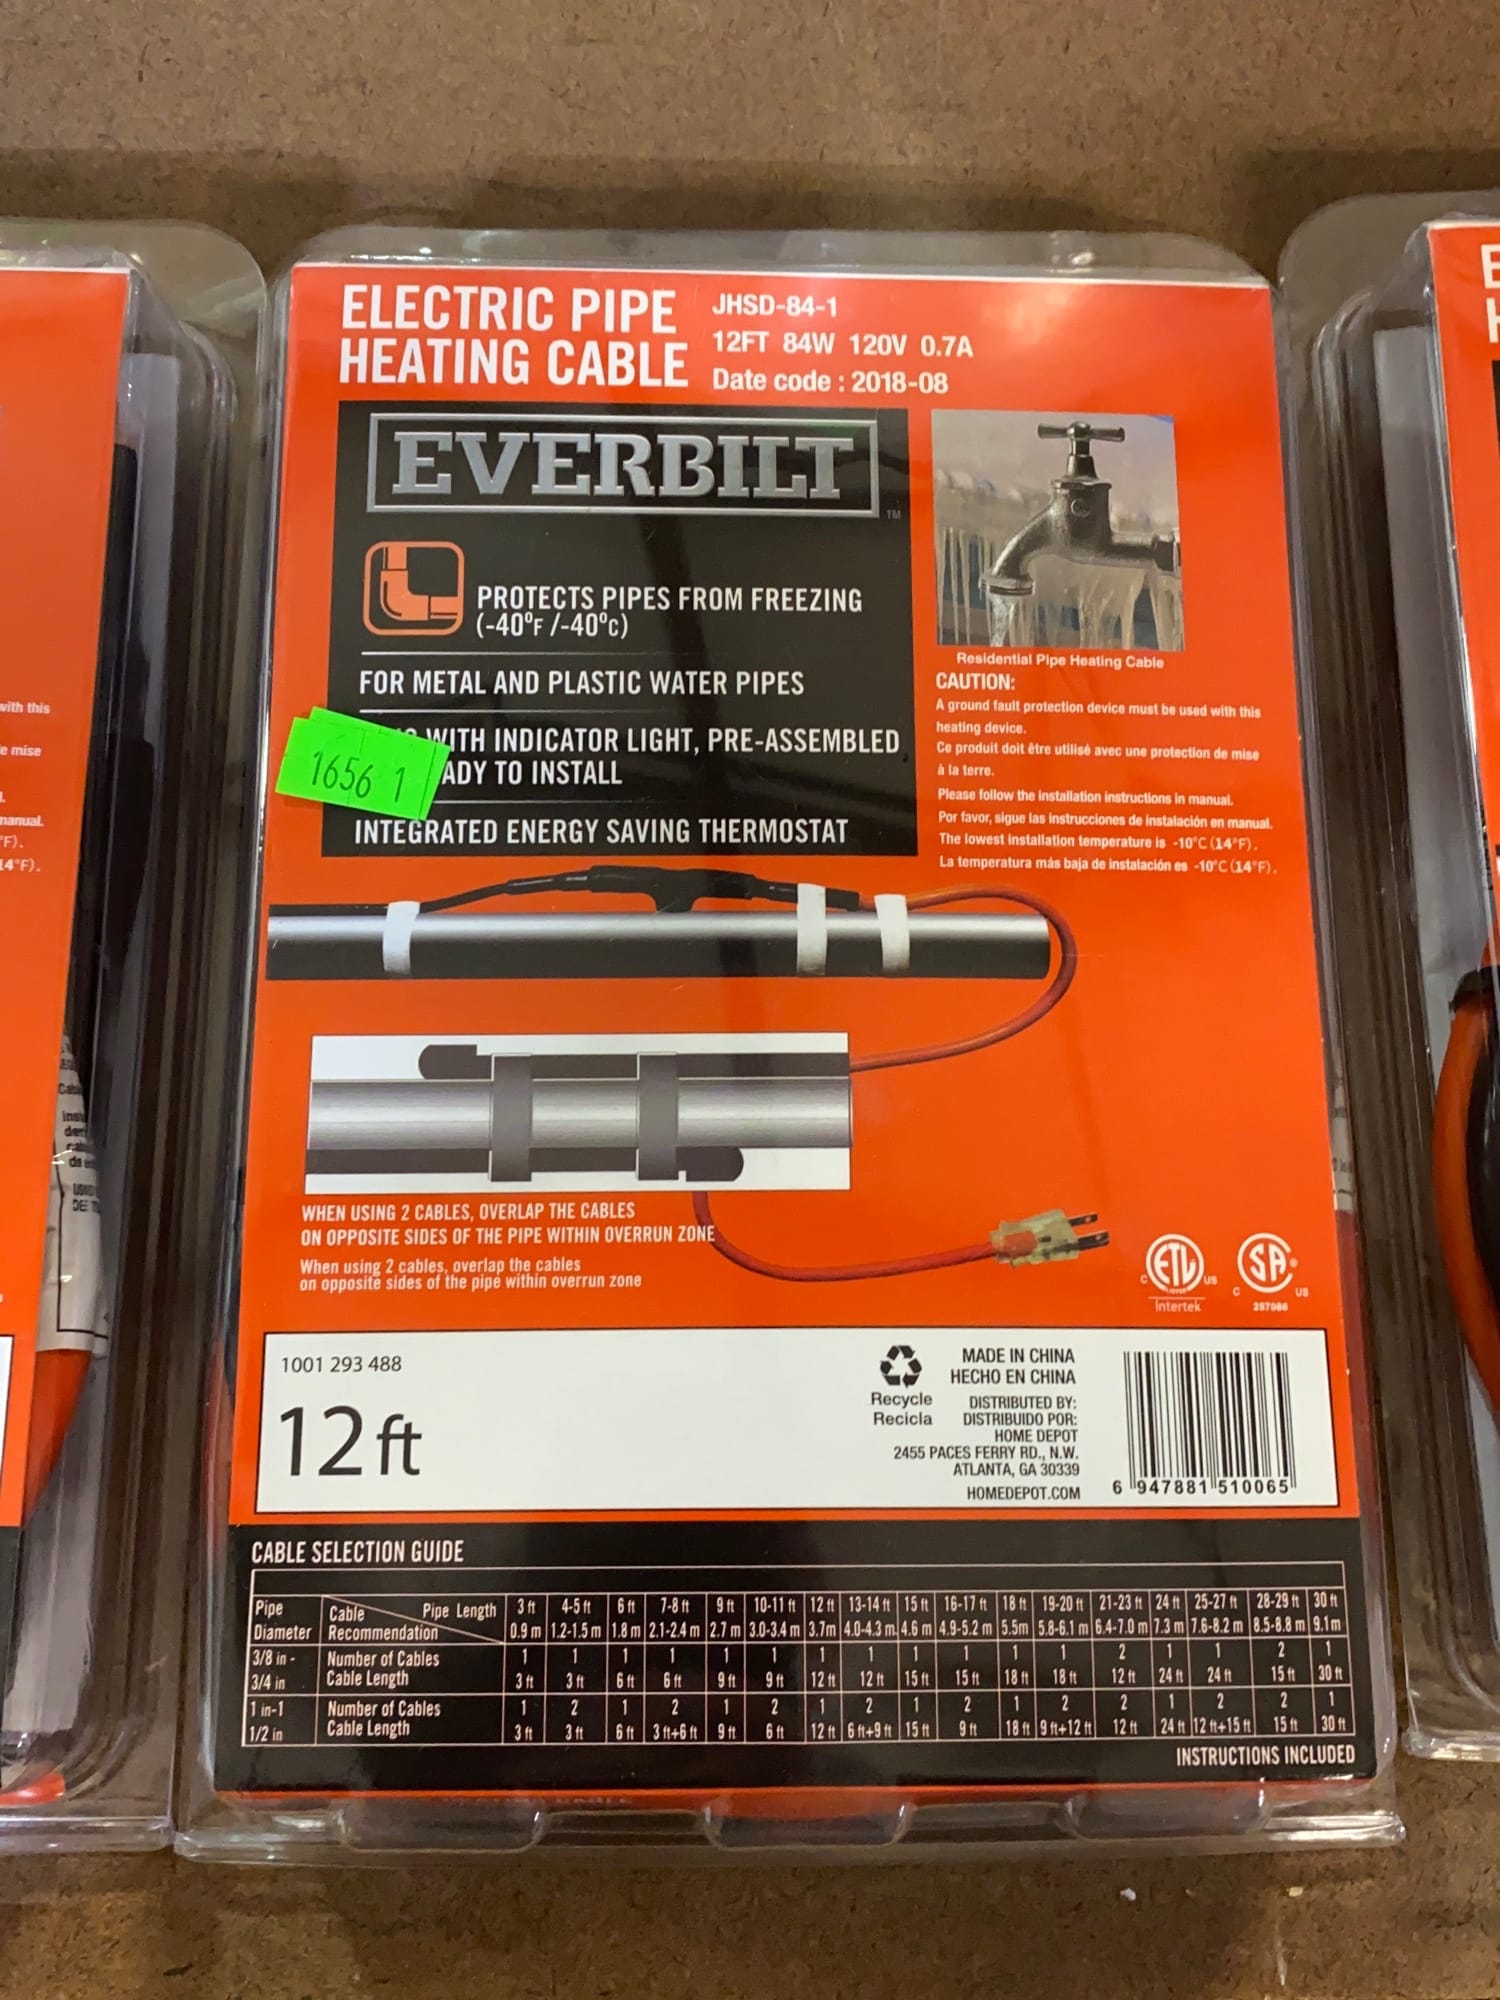 ELECTRIC PIPE
HEATING CABLE
JHSD-84-1
12FT 84W 120V 0.7A
Date code : 2018-08
EVERBILT
TM
PROTECTS PIPES FROM FREEZING
(-40°F /-40°C)
FOR METAL AND PLASTIC WATER PIPES
WITH INDICATOR LIGHT, PRE-ASSEMBLED
ADY TO INSTALL
INTEGRATED ENERGY SAVING THERMOSTAT
1656 1
Residential Pipe Heating Cable
CAUTION:
A ground fault protection device must be used with this
heating device.
Ce produit doit être utilisé avec une protection de mise
à la terre.
Please follow the installation instructions in manual.
Por favor, sigue las instrucciones de instalación en manual.
The lowest installation temperature is -10°C (14°F).
La temperatura más baja de instalación es -10°C (14°F).
WHEN USING 2 CABLES, OVERLAP THE CABLES
ON OPPOSITE SIDES OF THE PIPE WITHIN OVERRUN ZONE
When using 2 cables, overlap the cables
on opposite sides of the pipe within overrun zone
C ETL LISTED US
Intertek
C SA ® US
257086
1001 293 488
12 ft
Recycle
Recicla
MADE IN CHINA
HECHO EN CHINA
DISTRIBUTED BY:
DISTRIBUIDO POR:
HOME DEPOT
2455 PACES FERRY RD., N.W.
ATLANTA, GA 30339
HOMEDEPOT.COM
6 947881 510065
CABLE SELECTION GUIDE
Pipe Diameter Cable Recommendation Pipe Length
3 ft 4-5 ft 6 ft 7-8 ft 9 ft 10-11 ft 12 ft 13-14 ft 15 ft 16-17 ft 18 ft 19-20 ft 21-23 ft 24 ft 25-27 ft 28-29 ft 30 ft
0.9 m 1.2-1.5 m 1.8 m 2.1-2.4 m 2.7 m 3.0-3.4 m 3.7m 4.0-4.3 m 4.6 m 4.9-5.2 m 5.5m 5.8-6.1 m 6.4-7.0 m 7.3 m 7.6-8.2 m 8.5-8.8 m 9.1m
3/8 in - Number of Cables 1 1 1 1 1 1 1 1 1 1 1 1 2 1 1 2 1
3/4 in Cable Length 3 ft 3 ft 6 ft 6 ft 9 ft 9 ft 12 ft 12 ft 15 ft 15 ft 18 ft 18 ft 12 ft 24 ft 24 ft 15 ft 30 ft
1 in-1 Number of Cables 1 2 1 2 1 2 1 2 1 2 1 2 2 1 2 2 1
1/2 in Cable Length 3 ft 3 ft 6 ft 3 ft+6 ft 9 ft 6 ft 12 ft 6 ft+9 ft 15 ft 9 ft 18 ft 9 ft+12 ft 12 ft 24 ft 12 ft+15 ft 15 ft 30 ft
INSTRUCTIONS INCLUDED
with this
e mise
manual.
°F).
14°F).